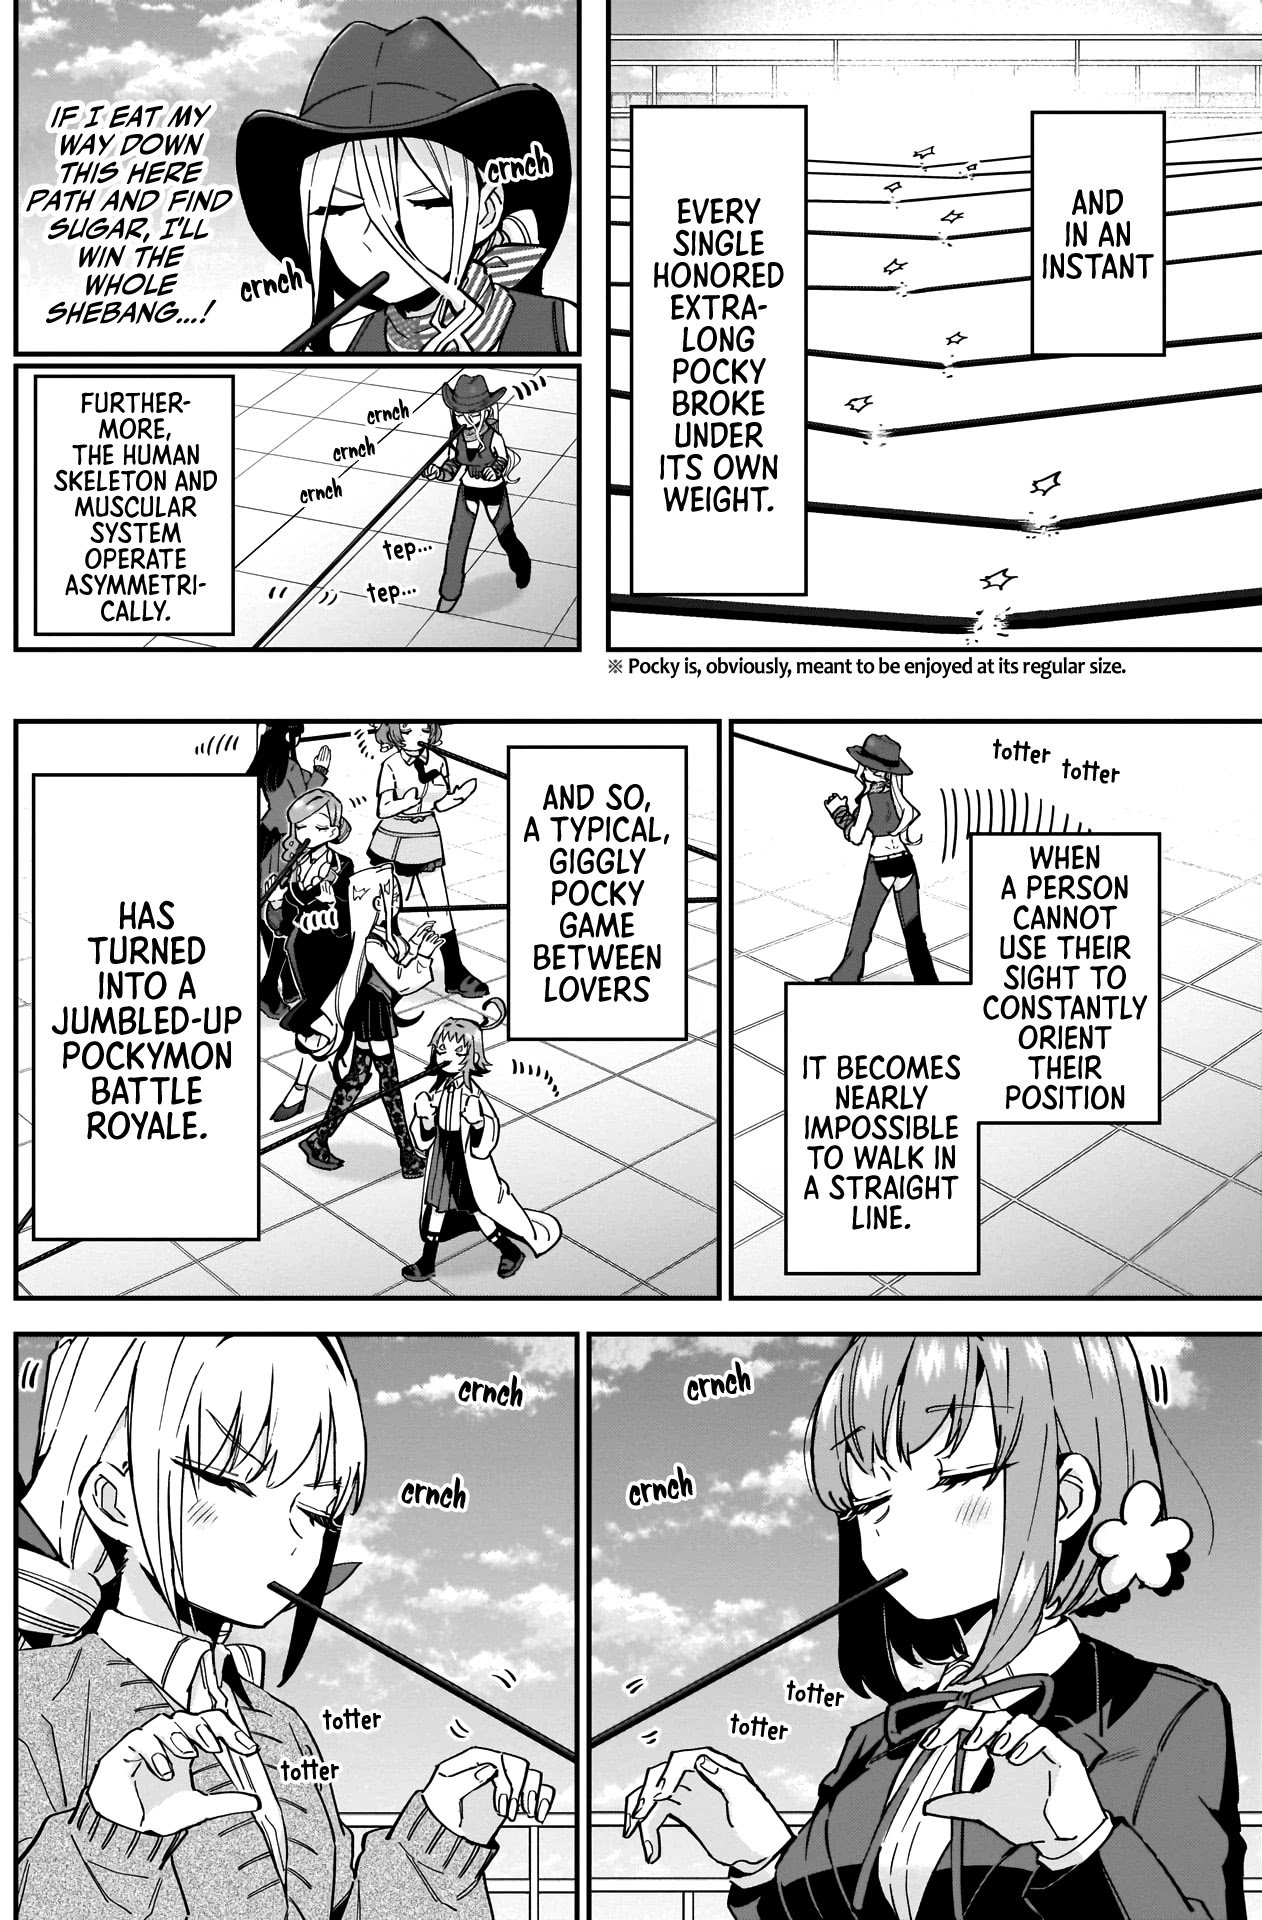 AND
IN AN
INSTANT
EVERY
SINGLE
HONORED
EXTRA-
LONG
POCKY
BROKE
UNDER
ITS OWN
WEIGHT.
※ Pocky is, obviously, meant to be enjoyed at its regular size.
IF I EAT MY
WAY DOWN
THIS HERE
PATH AND FIND
SUGAR, I'LL
WIN THE
WHOLE
SHEBANG...!
crnch
crnch
FURTHER-
MORE,
THE HUMAN
SKELETON AND
MUSCULAR
SYSTEM
OPERATE
ASYMMETRI-
CALLY.
crnch
crnch
crnch
tep...
tep...
totter
totter
WHEN
A PERSON
CANNOT
USE THEIR
SIGHT TO
CONSTANTLY
ORIENT
THEIR
POSITION
IT BECOMES
NEARLY
IMPOSSIBLE
TO WALK IN
A STRAIGHT
LINE.
AND SO,
A TYPICAL,
GIGGLY
POCKY
GAME
BETWEEN
LOVERS
HAS
TURNED
INTO A
JUMBLED-UP
POCKYMON
BATTLE
ROYALE.
crnch
crnch
totter
totter
crnch
crnch
totter
totter